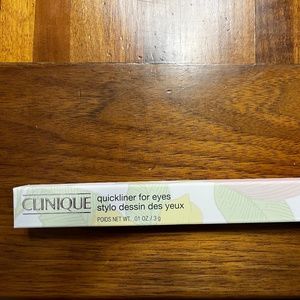 CLINIQUE
quickliner for eyes
stylo dessin des yeux
POIDS NET WT. .01 OZ / 3 g